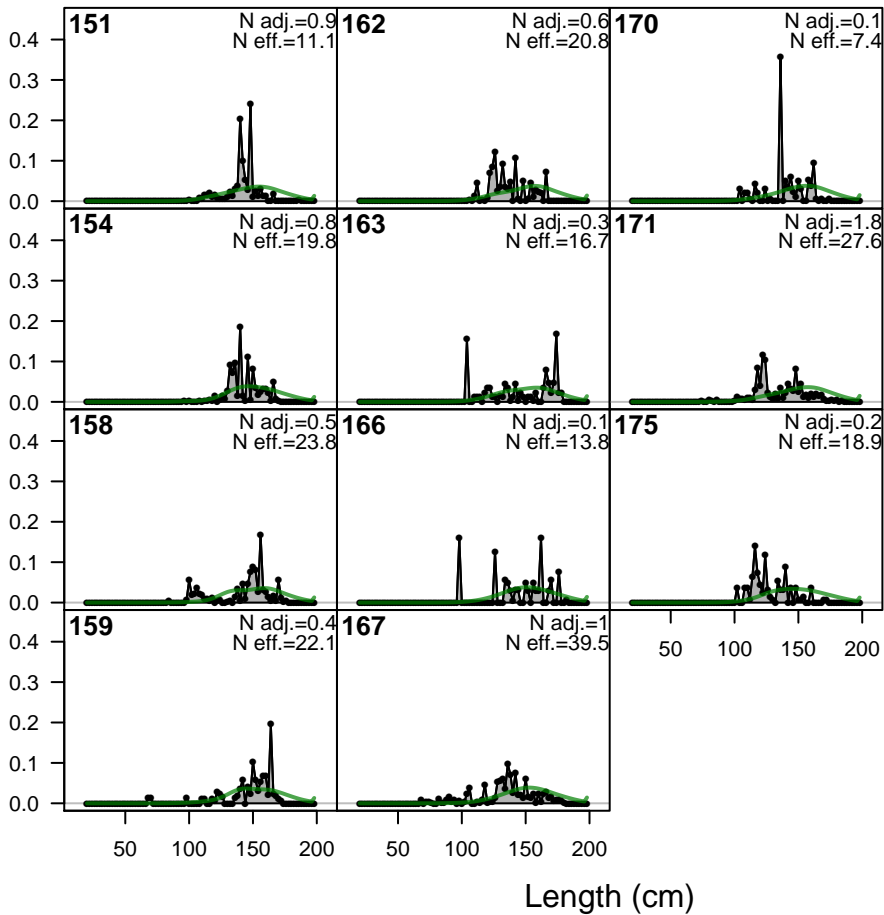 151
N adj.=0.9
N eff.=11.1
162
N adj.=0.6
N eff.=20.8
170
N adj.=0.1
N eff.=7.4
0.4
0.3
0.2
0.1
0.0
154
N adj.=0.8
N eff.=19.8
163
N adj.=0.3
N eff.=16.7
171
N adj.=1.8
N eff.=27.6
0.4
0.3
0.2
0.1
0.0
158
N adj.=0.5
N eff.=23.8
166
N adj.=0.1
N eff.=13.8
175
N adj.=0.2
N eff.=18.9
0.4
0.3
0.2
0.1
0.0
159
N adj.=0.4
N eff.=22.1
167
N adj.=1
N eff.=39.5
50 100 150 200
0.4
0.3
0.2
0.1
0.0
50 100 150 200
50 100 150 200
Length (cm)